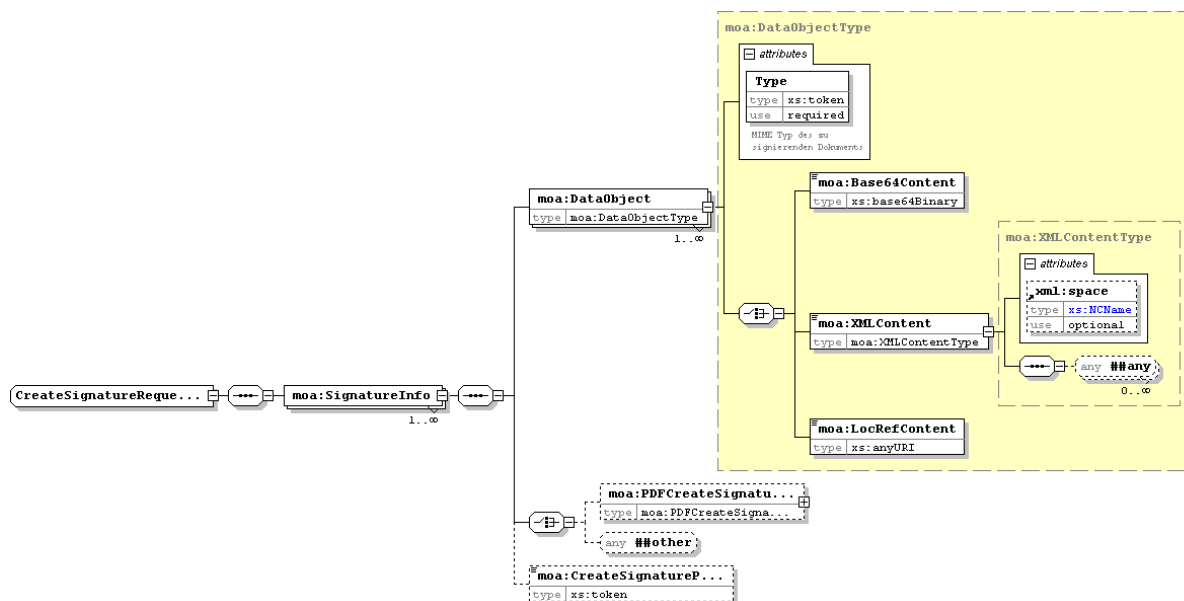 moa:DataObjectType
attributes
Type
type xs:token
use required
MIME Typ des zu
signierenden Dokuments
moa:DataObject
type moa:DataObjectType
1..∞
moa:Base64Content
type xs:base64Binary
moa:XMLContentType
attributes
xml:space
type xs:NCName
use optional
moa:XMLContent
type moa:XMLContentType
any ##any
0..∞
CreateSignatureReque...
moa:SignatureInfo
1..∞
moa:LocRefContent
type xs:anyURI
moa:PDFCreateSignatu...
type moa:PDFCreateSigna...
any ##other
moa:CreateSignatureP...
type xs:token